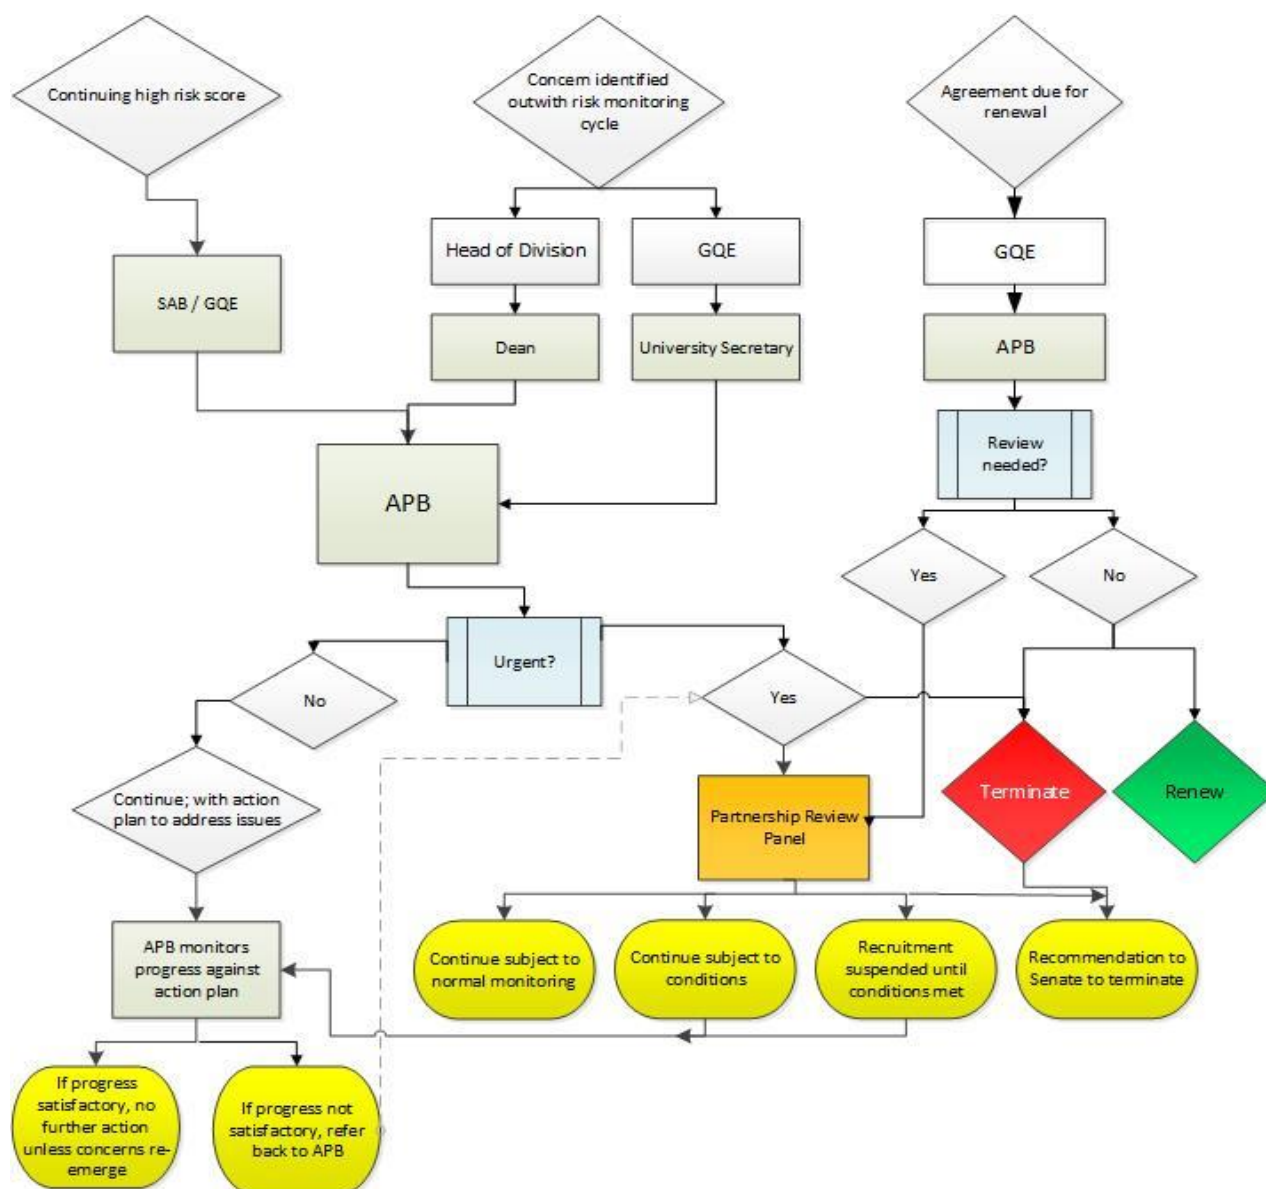 Continuing high risk score
Concern identified
outwith risk monitoring
cycle
Agreement due for
renewal
Head of Division
GQE
GQE
SAB / GQE
Dean
University Secretary
APB
Review
needed?
APB
Yes
No
Urgent?
No
Yes
Continue; with action
plan to address issues
Terminate
Renew
Partnership Review
Panel
APB monitors
progress against
action plan
Continue subject to
normal monitoring
Continue subject to
conditions
Recruitment
suspended until
conditions met
Recommendation to
Senate to terminate
If progress
satisfactory, no
further action
unless concerns re-
emerge
If progress not
satisfactory, refer
back to APB